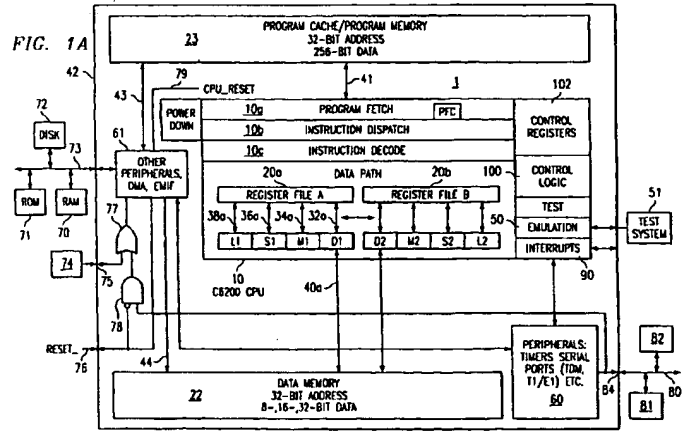 FIG. 1A
42
23
PROGRAM CACHE/PROGRAM MEMORY
32-BIT ADDRESS
256-BIT DATA
79
CPU_RESET
43
41
1
102
72
DISK
73
61
OTHER
PERIPHERALS,
DMA, EMIF
POWER
DOWN
10a
PROGRAM FETCH
PFC
10b
INSTRUCTION DISPATCH
10c
INSTRUCTION DECODE
CONTROL
REGISTERS
ROM
71
RAM
70
77
DATA PATH
20a
20b
100
REGISTER FILE A
REGISTER FILE B
CONTROL
LOGIC
TEST
50
EMULATION
INTERRUPTS
51
TEST
SYSTEM
38a
36a
34a
32a
L1
S1
M1
D1
D2
M2
S2
L2
74
75
10
C6200 CPU
40a
90
78
RESET_
76
44
PERIPHERALS:
TIMERS SERIAL
PORTS (TDM,
T1/E1) ETC.
60
82
84
80
81
22
DATA MEMORY
32-BIT ADDRESS
8-,16-,32-BIT DATA